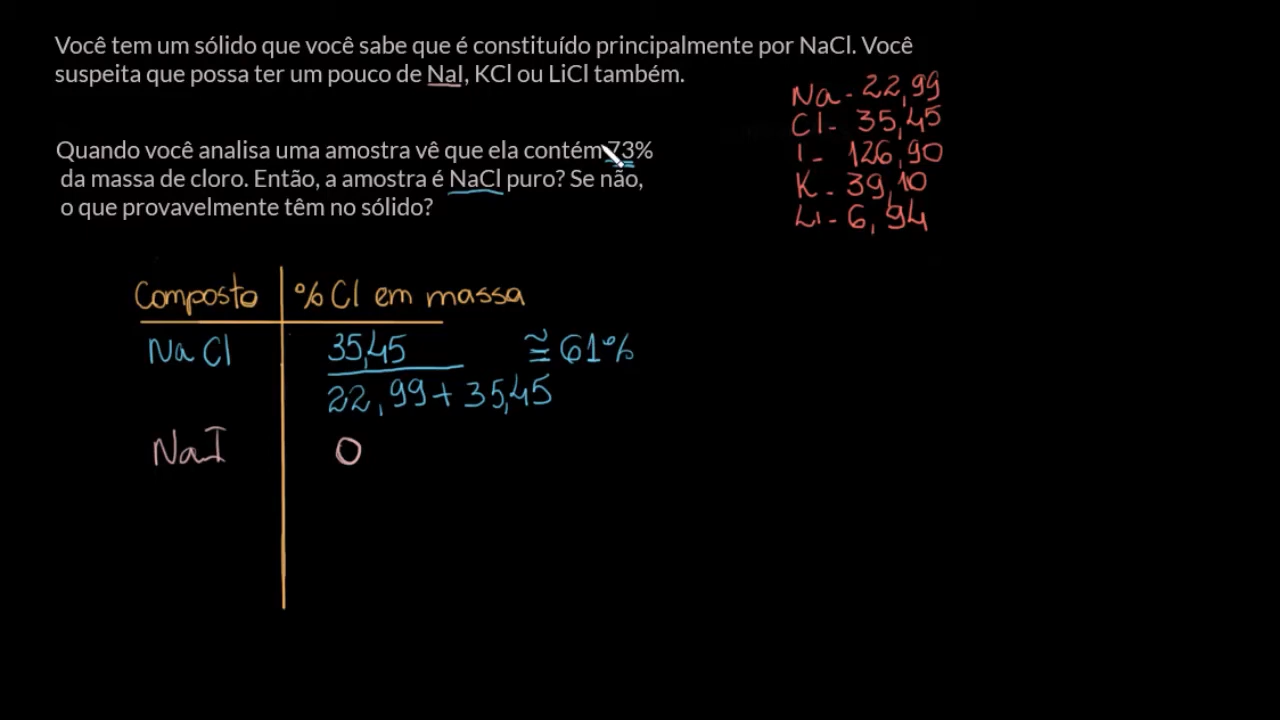 Você tem um sólido que você sabe que é constituído principalmente por NaCl. Você
suspeita que possa ter um pouco de NaI, KCl ou LiCl também.
Na - 22,99
Cl - 35,45
I - 126,90
K - 39,10
Li - 6,94
Quando você analisa uma amostra vê que ela contém 73%
da massa de cloro. Então, a amostra é NaCl puro? Se não,
o que provavelmente têm no sólido?
Composto % Cl em massa
NaCl 35,45 ≅ 61%
22,99 + 35,45
NaI 0